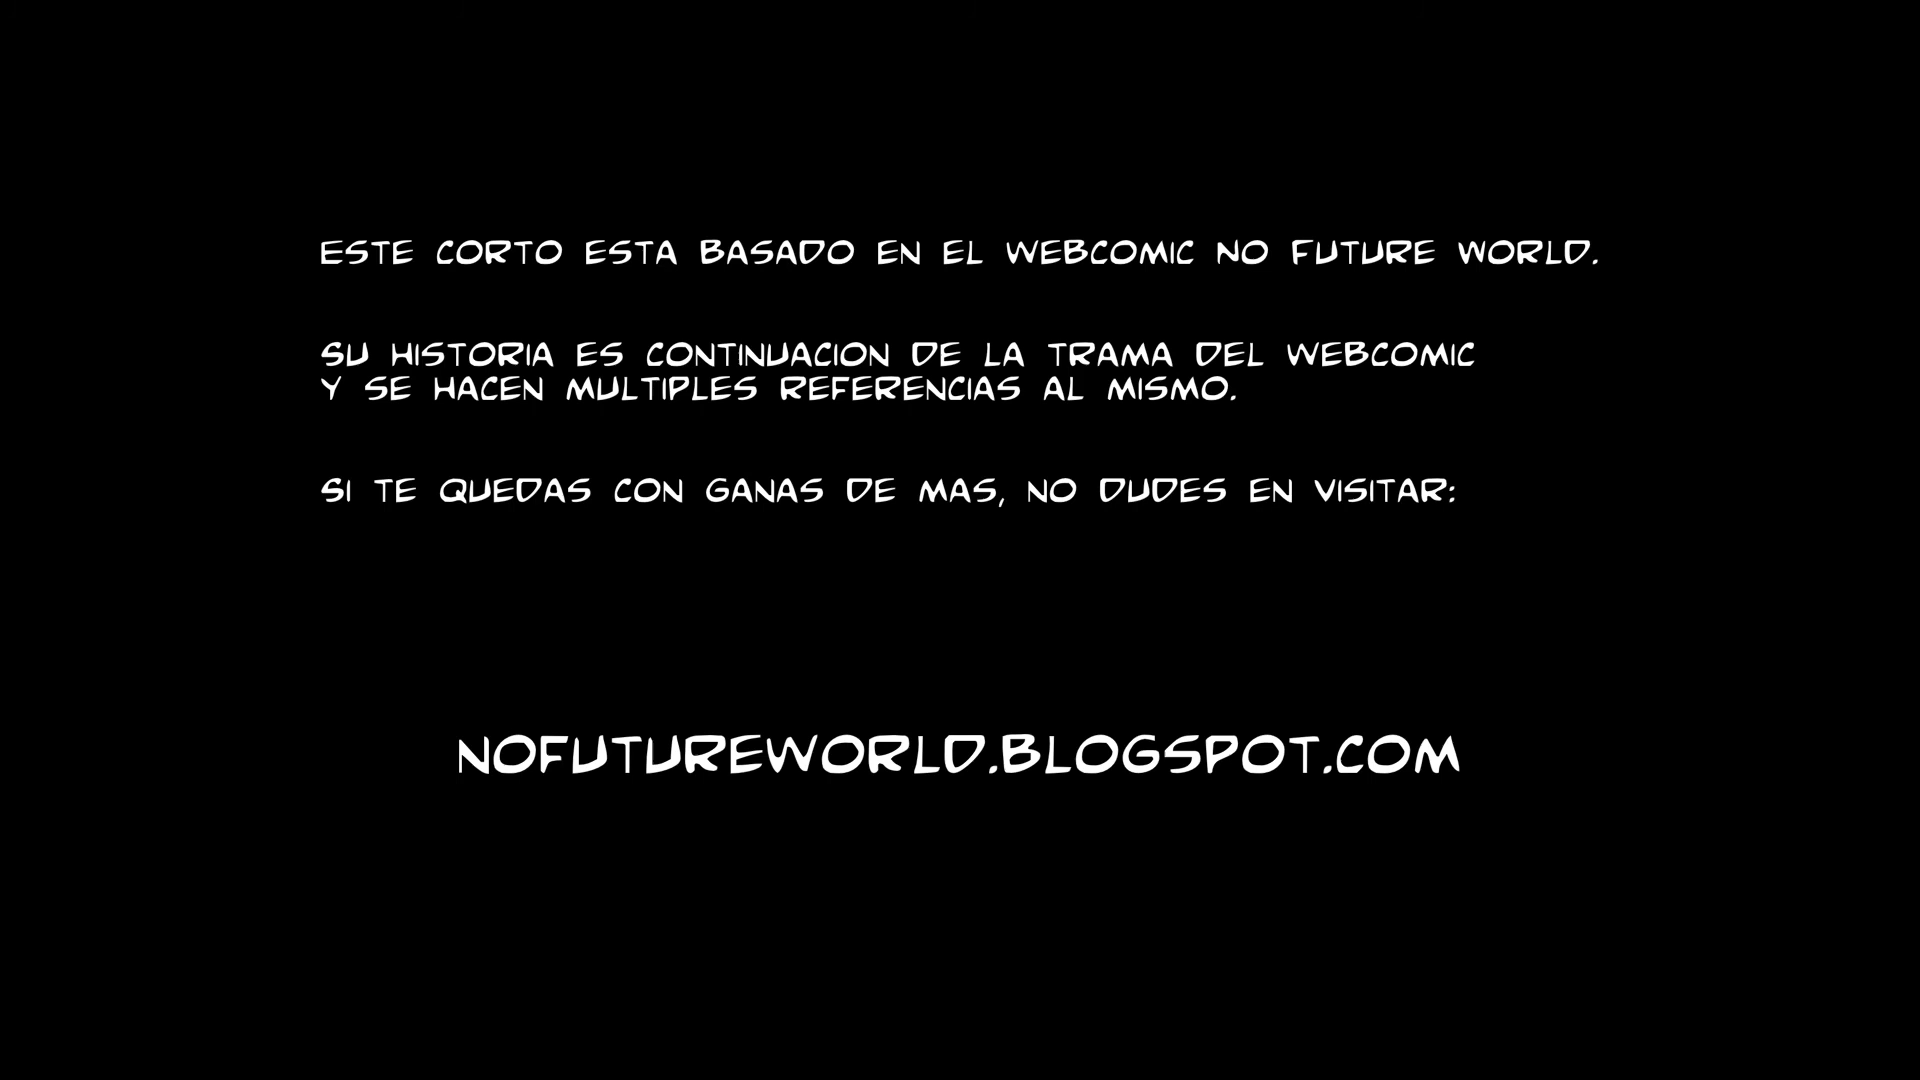 ESTE CORTO ESTA BASADO EN EL WEBCOMIC NO FUTURE WORLD.
SU HISTORIA ES CONTINUACION DE LA TRAMA DEL WEBCOMIC
Y SE HACEN MULTIPLES REFERENCIAS AL MISMO.
SI TE QUEDAS CON GANAS DE MAS, NO DUDES EN VISITAR:
NOFUTUREWORLD.BLOGSPOT.COM